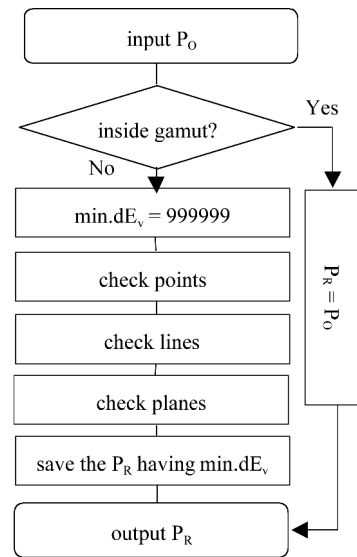 input P_O
inside gamut?
Yes
No
min.dE_v = 999999
P_R = P_O
check points
check lines
check planes
save the P_R having min.dE_v
output P_R